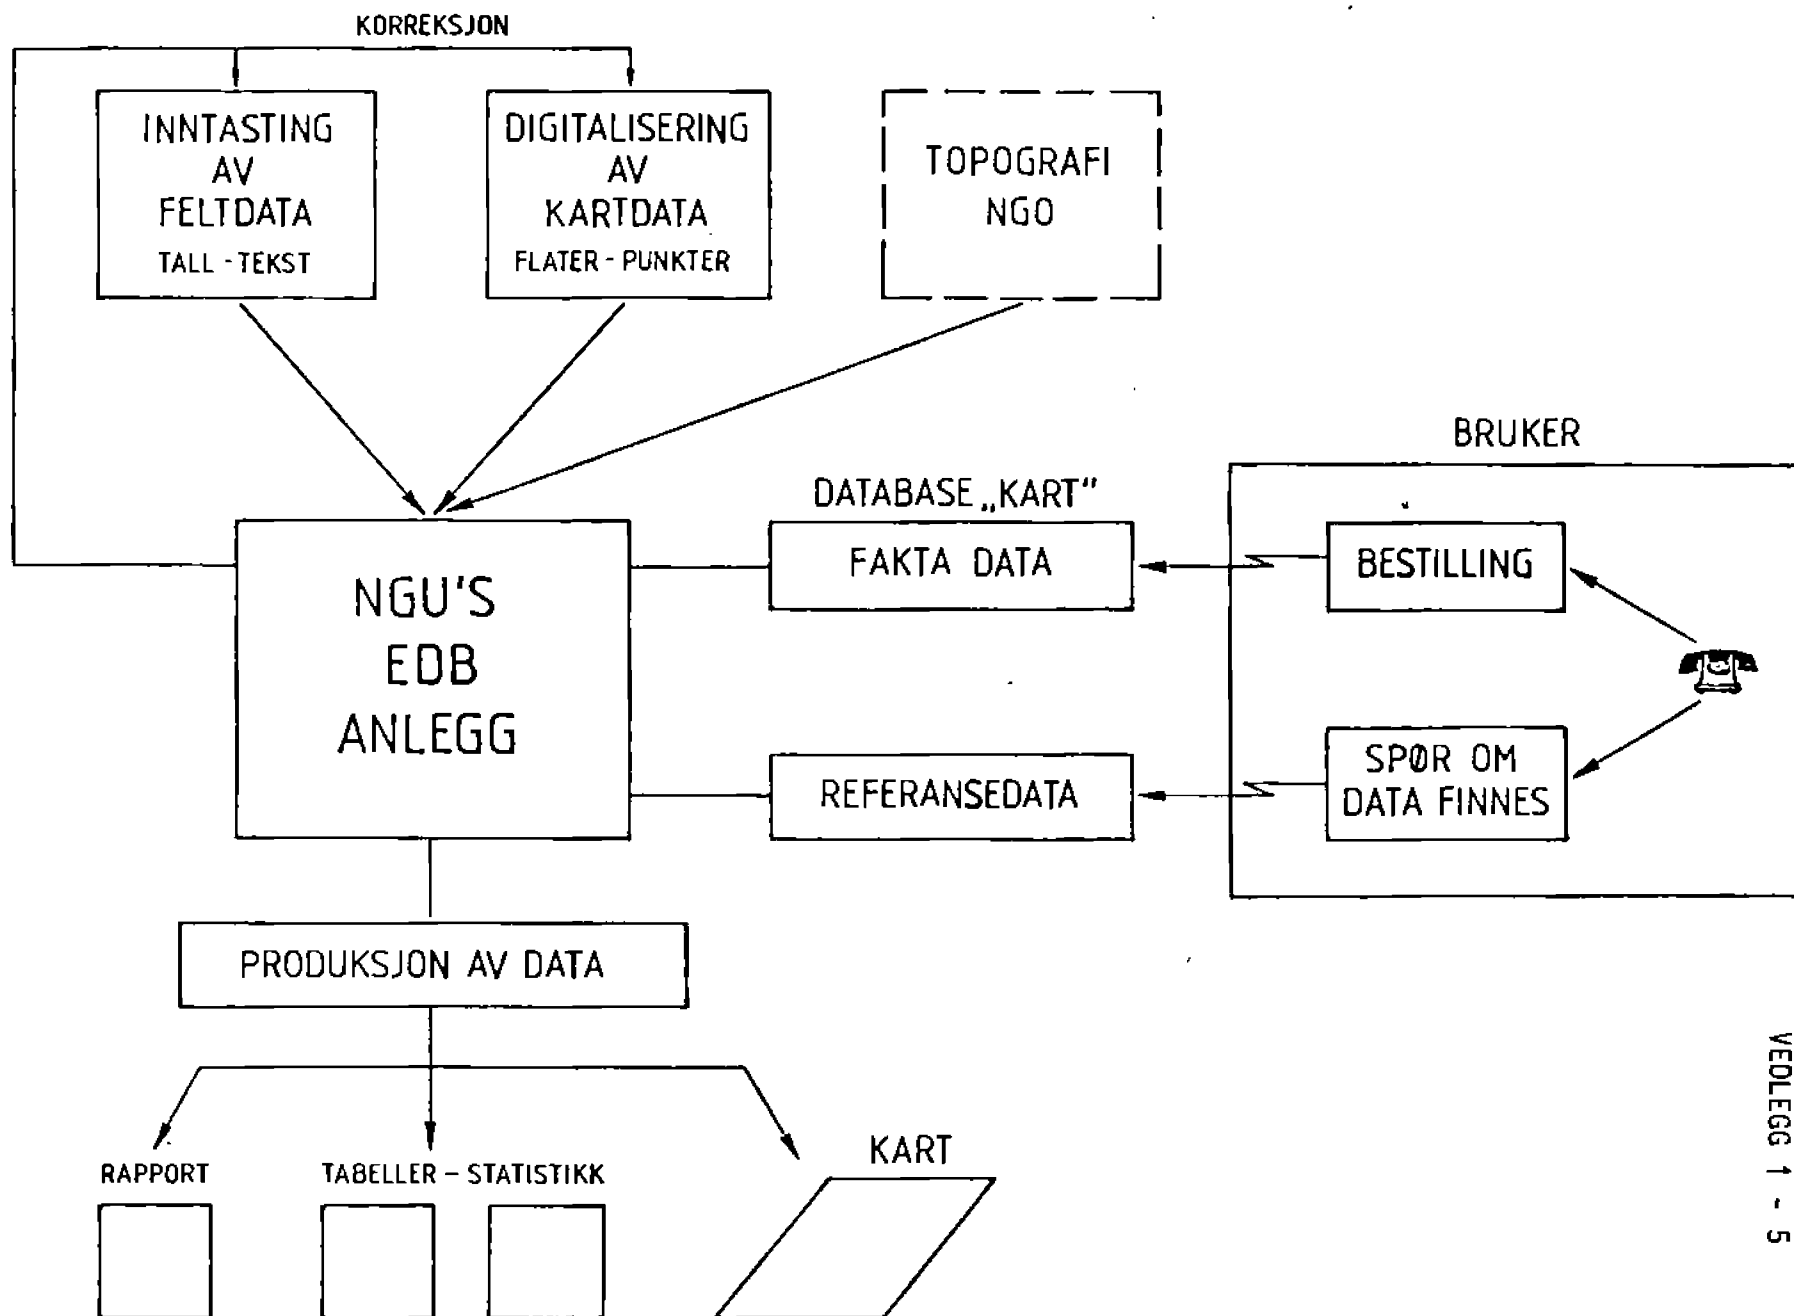 KORREKSJON
INNTASTING
AV
FELTDATA
TALL - TEKST
DIGITALISERING
AV
KARTDATA
FLATER - PUNKTER
TOPOGRAFI
NGO
BRUKER
DATABASE „KART"
FAKTA DATA
BESTILLING
NGU'S
EDB
ANLEGG
REFERANSEDATA
SPØR OM
DATA FINNES
PRODUKSJON AV DATA
RAPPORT
TABELLER - STATISTIKK
KART
VEDLEGG 1 - 5